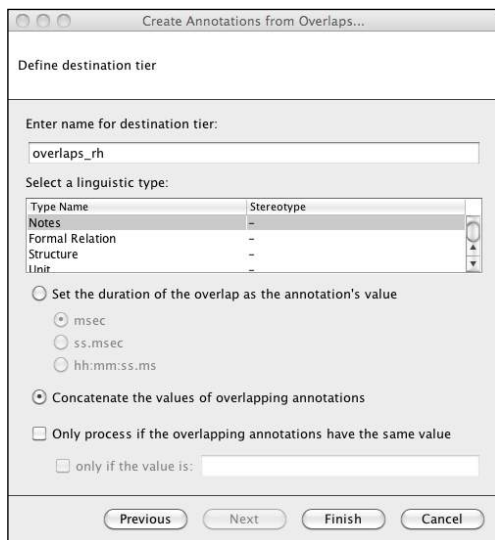 Create Annotations from Overlaps...
Define destination tier
Enter name for destination tier:
overlaps_rh
Select a linguistic type:
Type Name Stereotype
Notes –
Formal Relation –
Structure –
Unit –
Set the duration of the overlap as the annotation's value
msec
ss.msec
hh:mm:ss.ms
Concatenate the values of overlapping annotations
Only process if the overlapping annotations have the same value
only if the value is:
Previous Next Finish Cancel